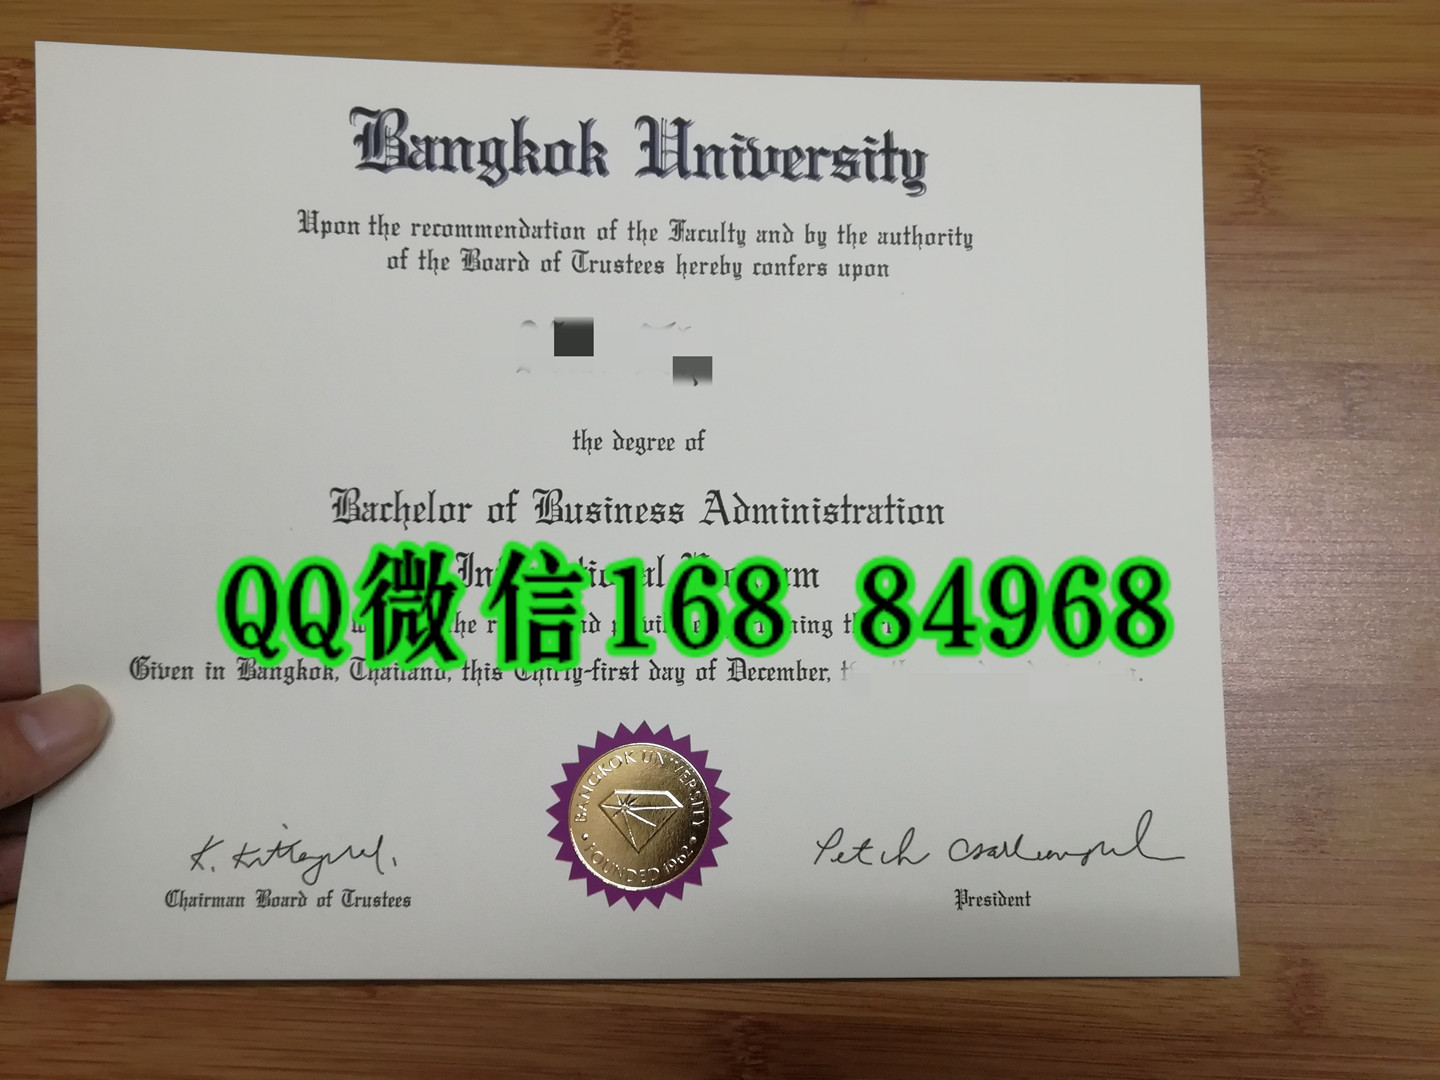 Bangkok University
Upon the recommendation of the Faculty and by the authority
of the Board of Trustees hereby confers upon
the degree of
Bachelor of Business Administration
QQ微信168 84968
Given in Bangkok, Thailand, this Thirty-first day of December,
BANGKOK UNIVERSITY
FOUNDED 1962
Chairman Board of Trustees
President